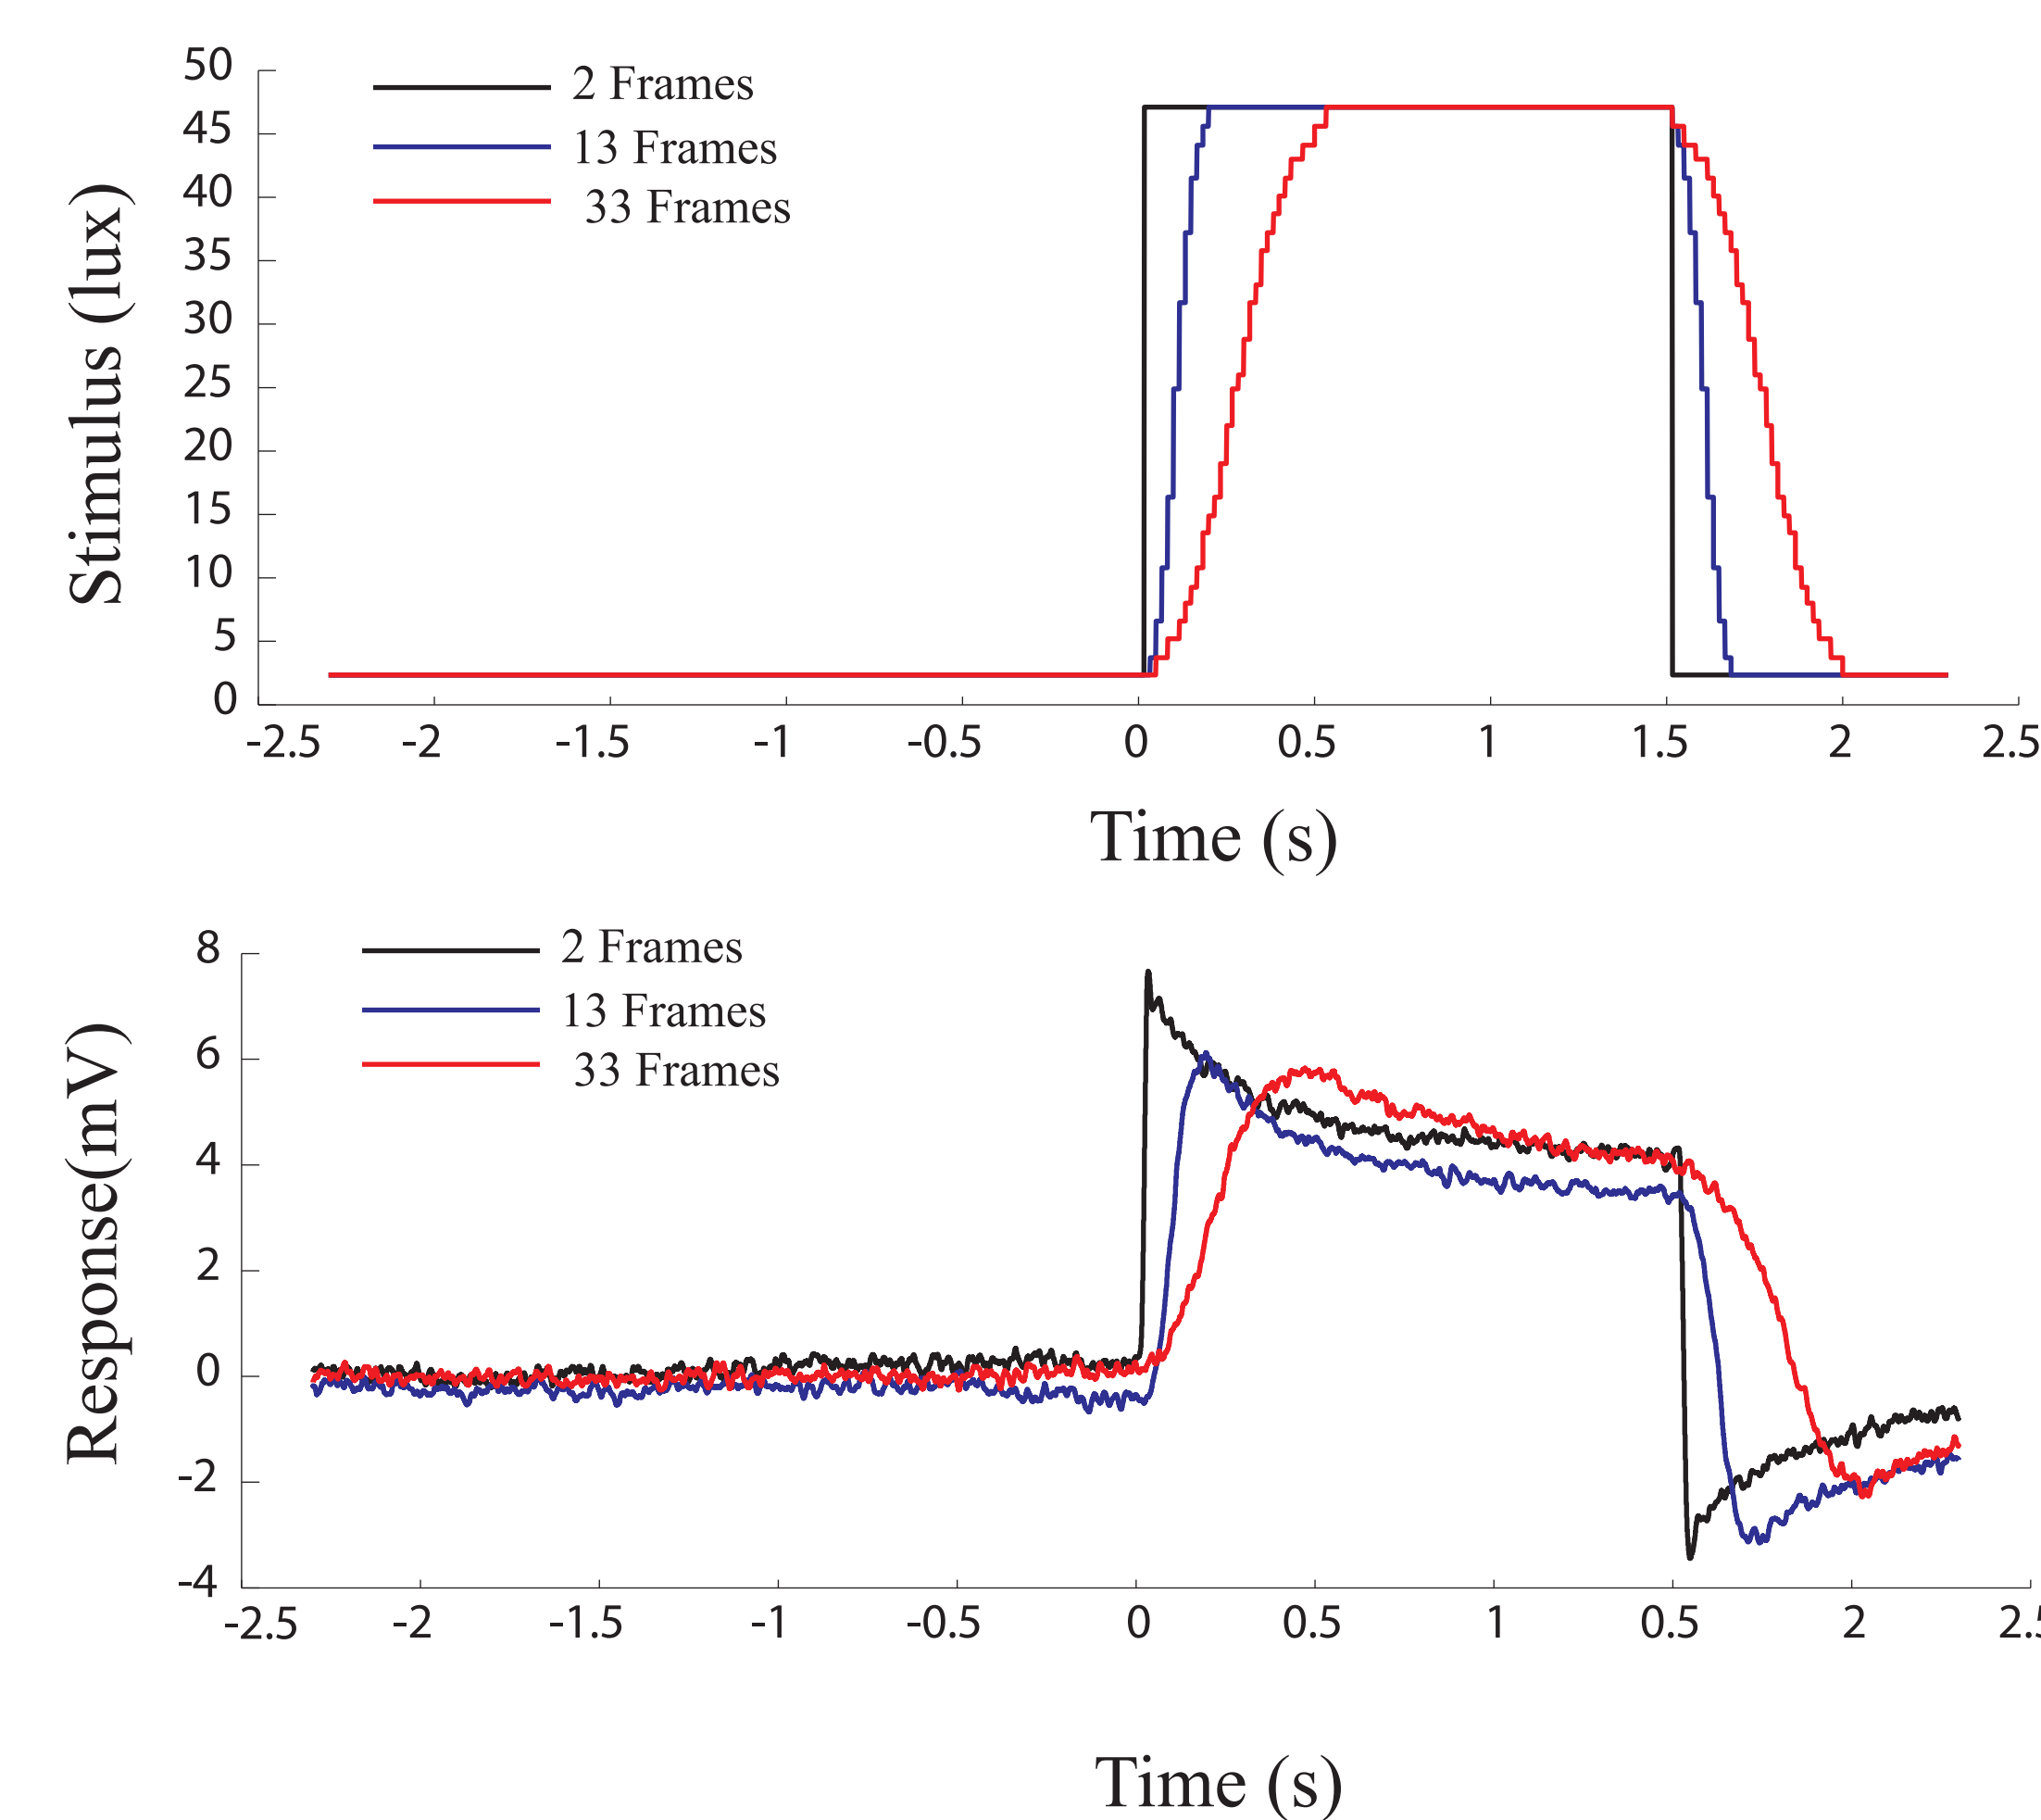 50
2 Frames
45
13 Frames
40
33 Frames
35
30
25
20
15
10
5
0
Stimulus (lux)
-2.5 -2 -1.5 -1 -0.5 0 0.5 1 1.5 2 2.5
Time (s)
8
2 Frames
13 Frames
6
33 Frames
4
2
0
-2
-4
Response(mV)
-2.5 -2 -1.5 -1 -0.5 0 0.5 1 0.5 2 2.5
Time (s)